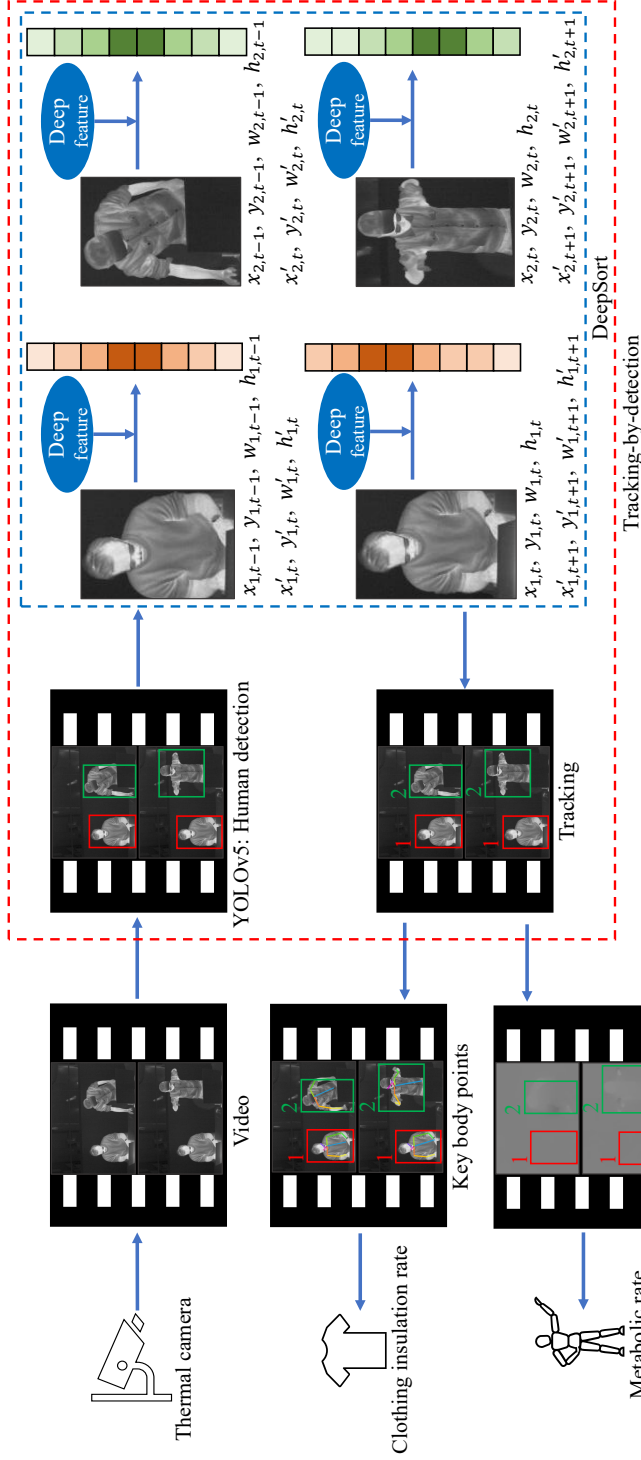 Thermal camera
Video
YOLOv5: Human detection
Deep
feature
x₁,ₜ₋₁, y₁,ₜ₋₁, w₁,ₜ₋₁, h₁,ₜ₋₁
x′₁,ₜ, y′₁,ₜ, w′₁,ₜ, h′₁,ₜ
Deep
feature
x₂,ₜ₋₁, y₂,ₜ₋₁, w₂,ₜ₋₁, h₂,ₜ₋₁
x′₂,ₜ, y′₂,ₜ, w′₂,ₜ, h′₂,ₜ
Clothing insulation rate
1 2
1 2
Key body points
1 2
1 2
Tracking
Deep
feature
x₁,ₜ, y₁,ₜ, w₁,ₜ, h₁,ₜ
x′₁,ₜ₊₁, y′₁,ₜ₊₁, w′₁,ₜ₊₁, h′₁,ₜ₊₁
Deep
feature
x₂,ₜ, y₂,ₜ, w₂,ₜ, h₂,ₜ
x′₂,ₜ₊₁, y′₂,ₜ₊₁, w′₂,ₜ₊₁, h′₂,ₜ₊₁
DeepSort
Tracking-by-detection
Metabolic rate
1 2
1 2